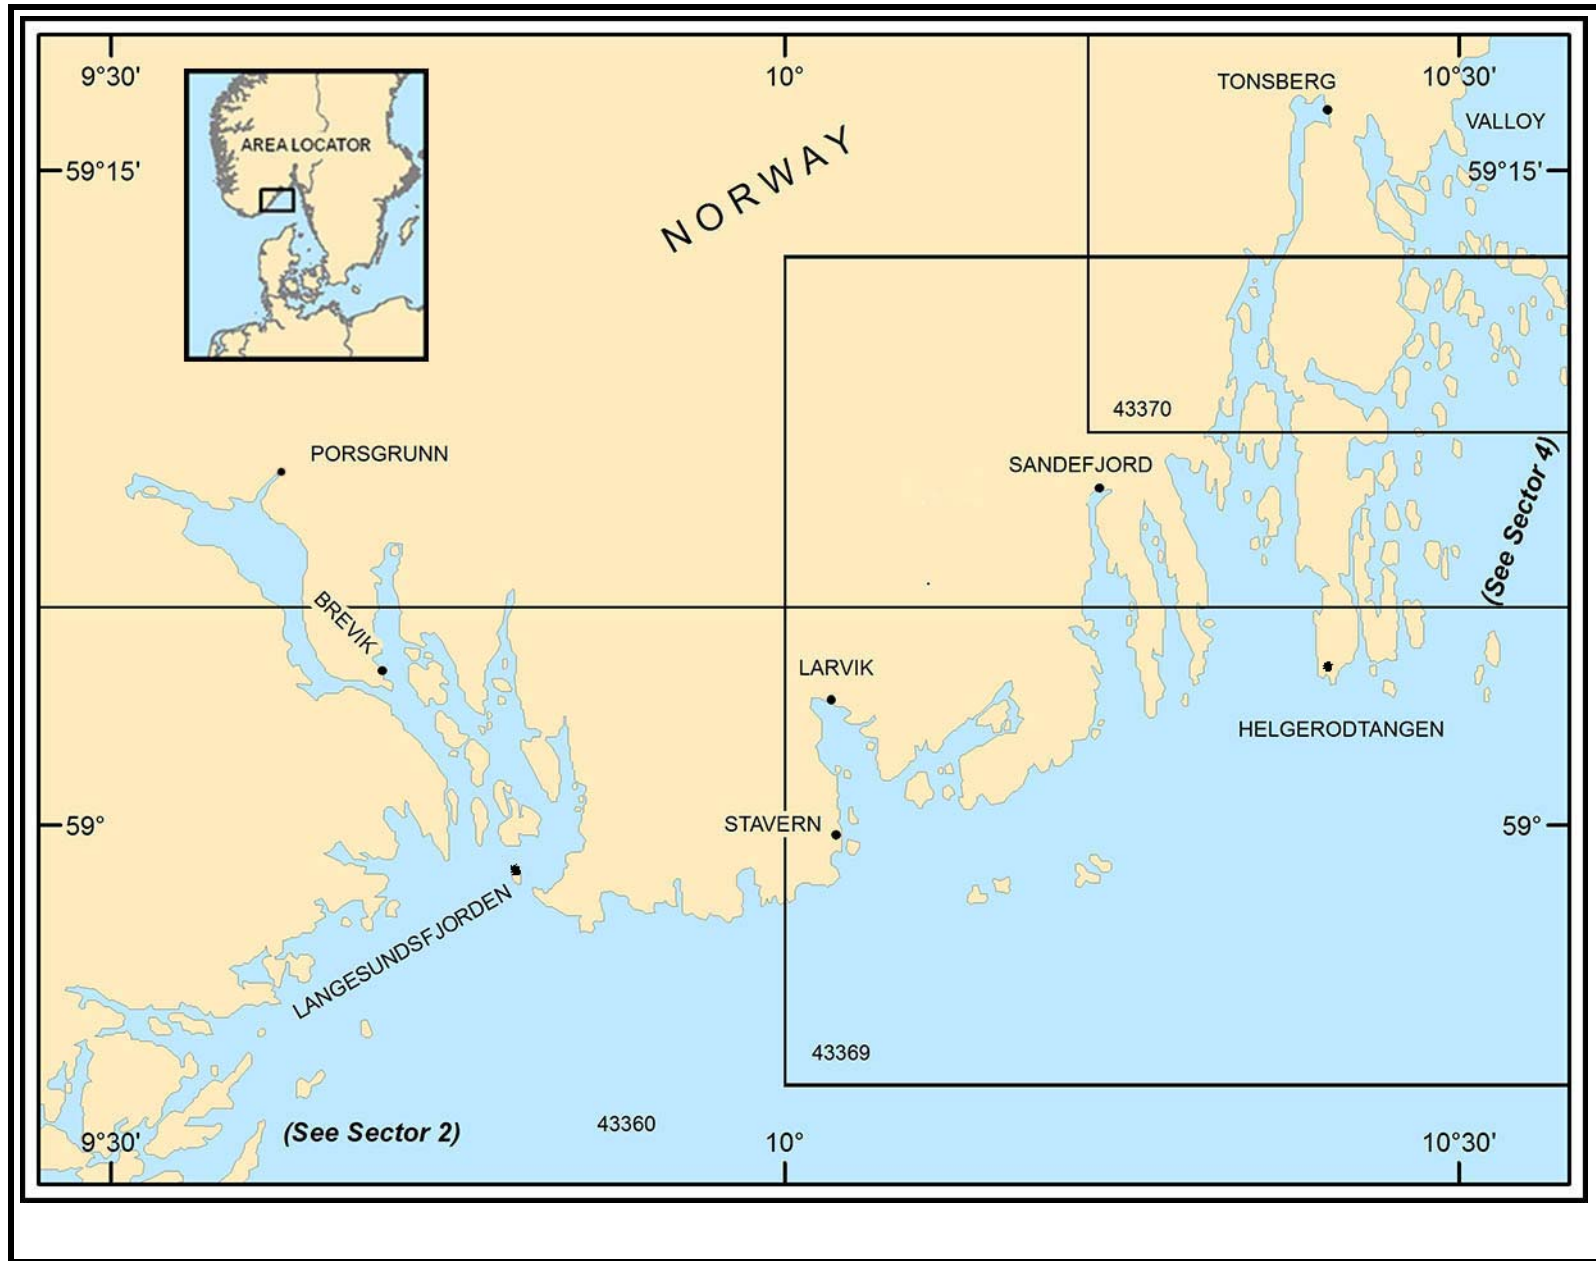 9°30'
10°
10°30'
TONSBERG
VALLOY
AREA LOCATOR
NORWAY
59°15'
59°15'
43370
PORSGRUNN
SANDEFJORD
(See Sector 4)
BREVIK
LARVIK
HELGERODTANGEN
59°
STAVERN
59°
LANGESUNDSFJORDEN
43369
(See Sector 2)
43360
9°30'
10°
10°30'